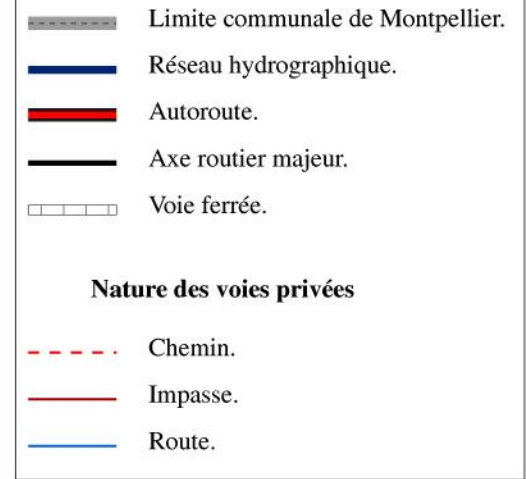 Limite communale de Montpellier.
Réseau hydrographique.
Autoroute.
Axe routier majeur.
Voie ferrée.
Nature des voies privées
Chemin.
Impasse.
Route.